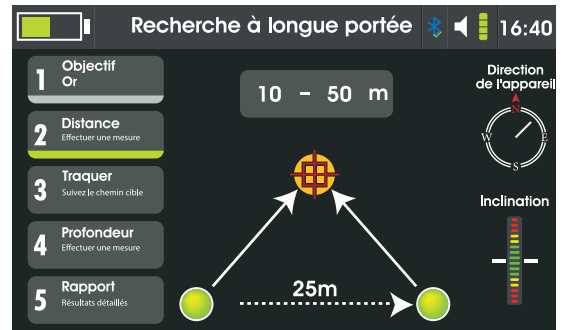 Recherche à longue portée
16:40
1
Objectif
Or
2
Distance
Effectuer une mesure
3
Traquer
Suivez le chemin cible
4
Profondeur
Effectuer une mesure
5
Rapport
Résultats détaillés
10 - 50 m
25m
Direction
de l'appareil
N
W
E
S
Inclination